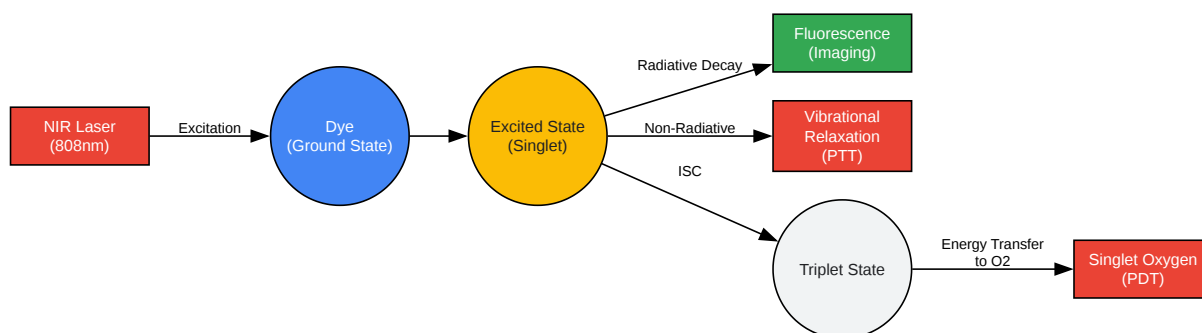 NIR Laser
(808nm)
Excitation
Dye
(Ground State)
Excited State
(Singlet)
Radiative Decay
Fluorescence
(Imaging)
Non-Radiative
Vibrational
Relaxation
(PTT)
ISC
Triplet State
Energy Transfer
to O2
Singlet Oxygen
(PDT)